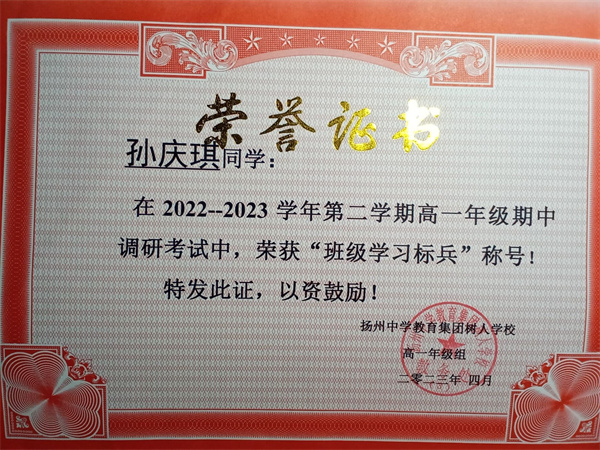 荣誉证书
孙庆琪同学：
在 2022--2023 学年第二学期高一年级期中
调研考试中，荣获“班级学习标兵”称号！
特发此证，以资鼓励！
扬州中学教育集团树人学校
高一年级组
二零二三年 四月
教务处